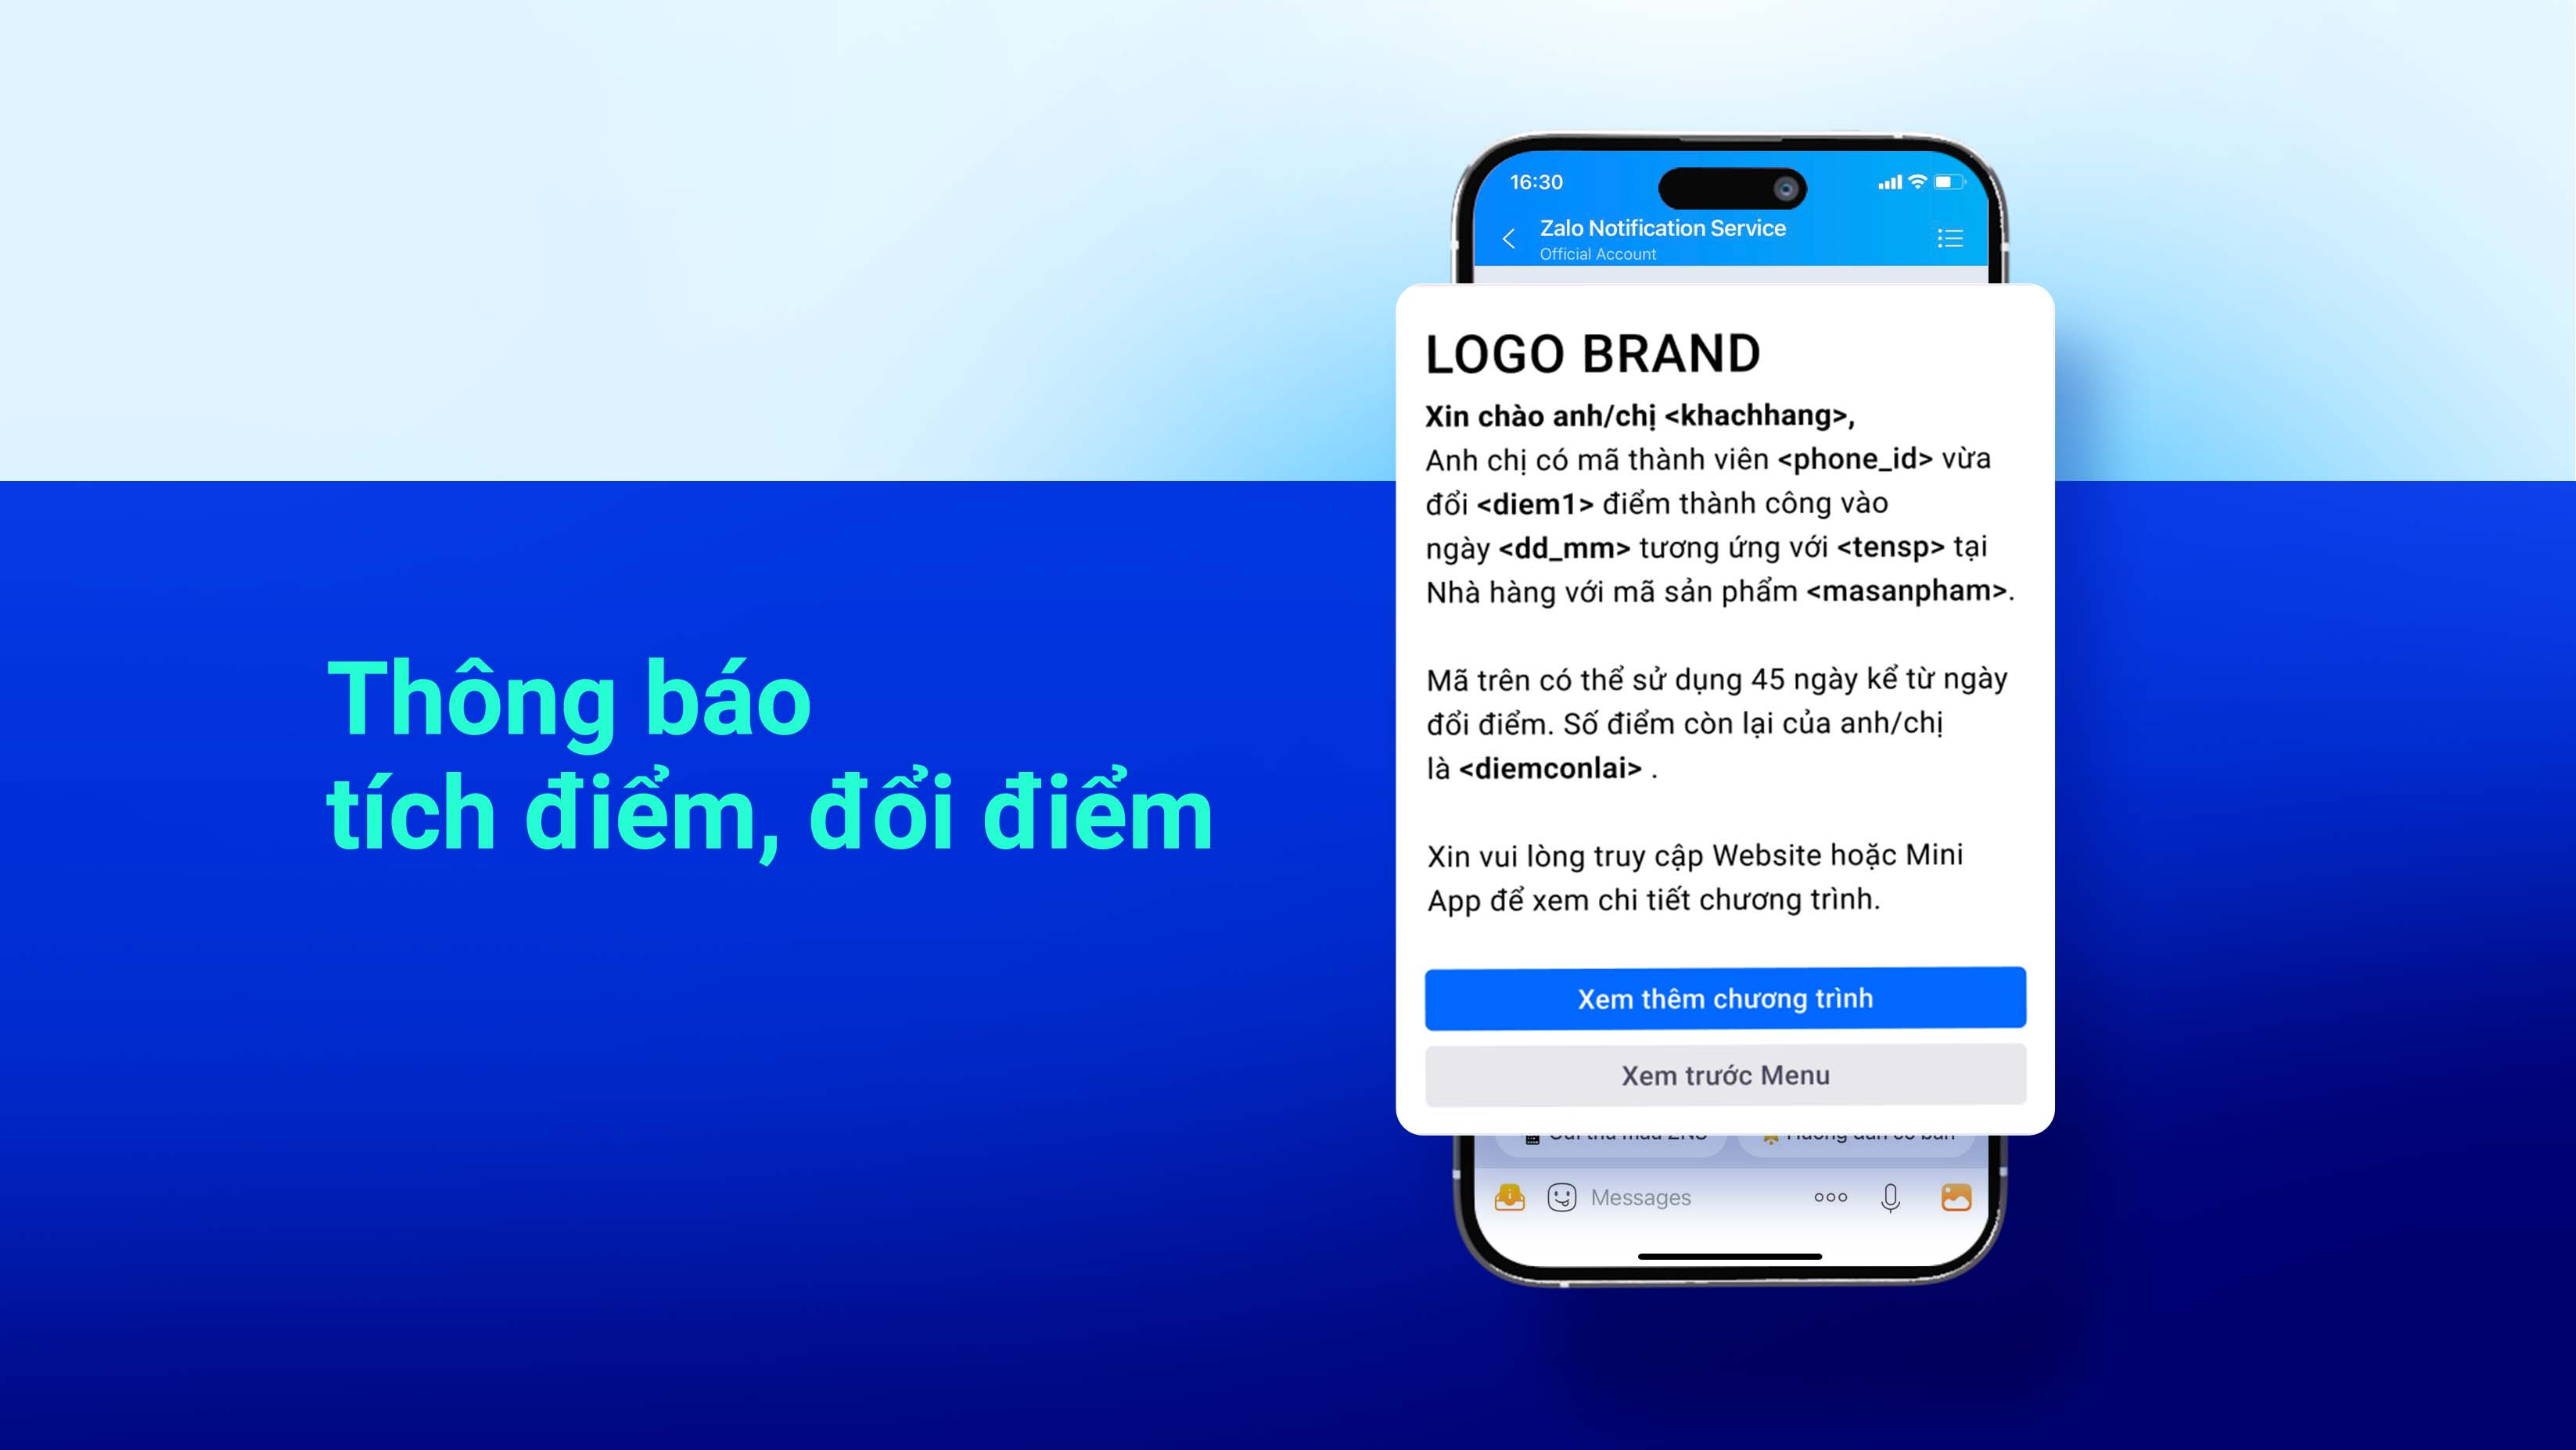 Thông báo
tích điểm, đổi điểm
16:30
Zalo Notification Service
Official Account
LOGO BRAND
Xin chào anh/chị <khachhang>,
Anh chị có mã thành viên <phone_id> vừa
đổi <diem1> điểm thành công vào
ngày <dd_mm> tương ứng với <tensp> tại
Nhà hàng với mã sản phẩm <masanpham>.
Mã trên có thể sử dụng 45 ngày kể từ ngày
đổi điểm. Số điểm còn lại của anh/chị
là <diemconlai> .
Xin vui lòng truy cập Website hoặc Mini
App để xem chi tiết chương trình.
Xem thêm chương trình
Xem trước Menu
Messages